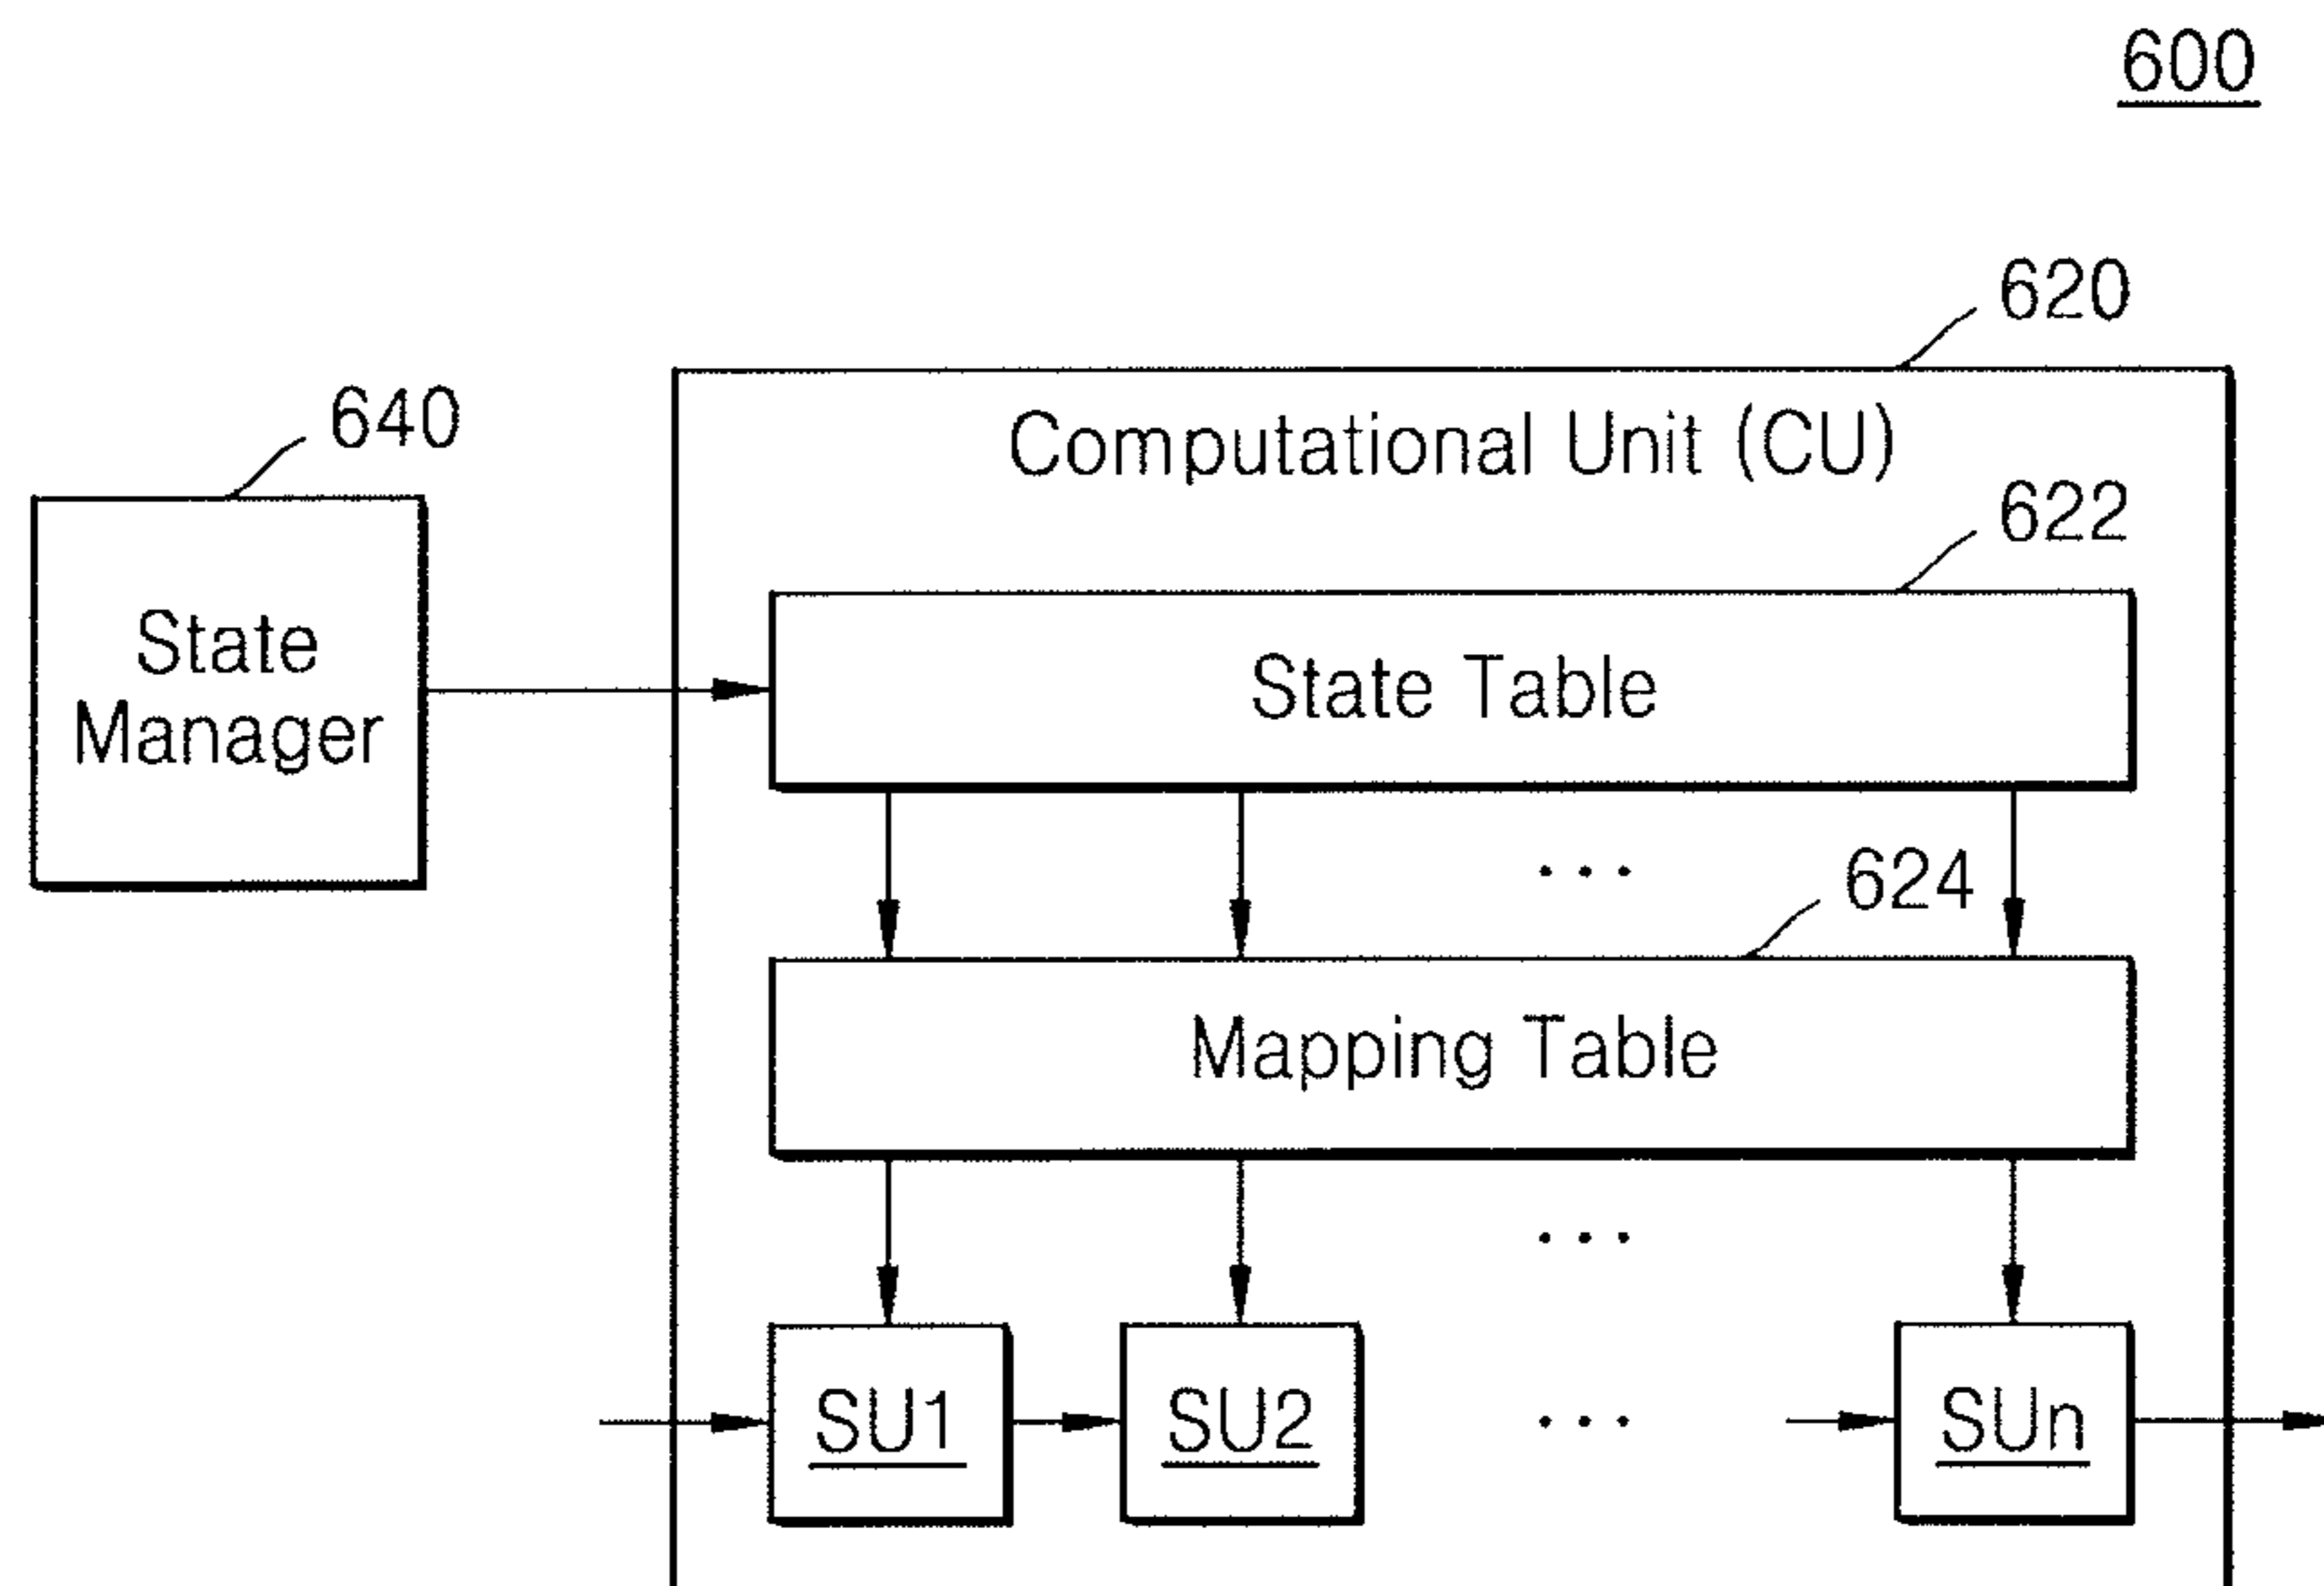 600
620
Computational Unit (CU)
640
622
State
Manager
State Table
...
624
Mapping Table
...
SU1
SU2
...
SUn